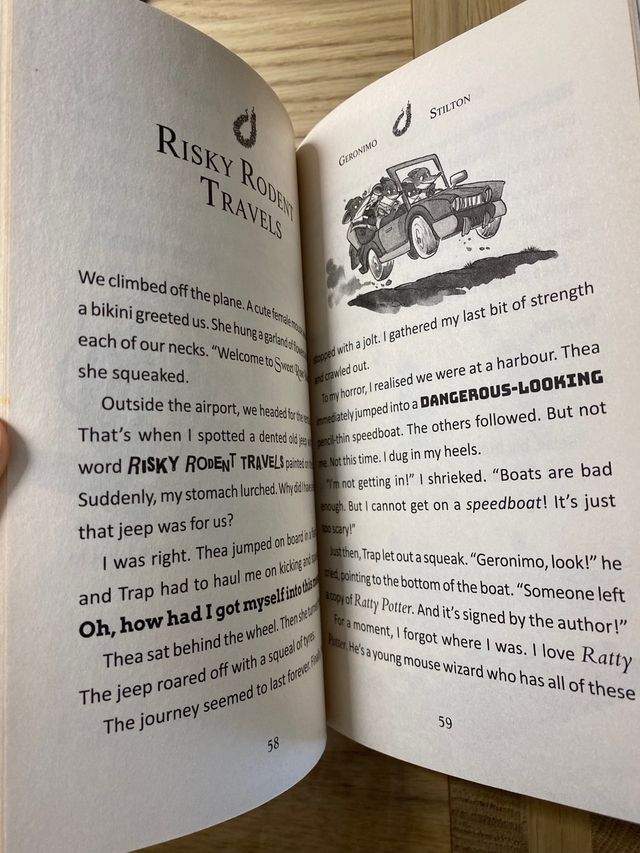 RISKY RODENT
TRAVELS
We climbed off the plane. A cute female mouse
a bikini greeted us. She hung a garland of flowers
each of our necks. “Welcome to Sweet
she squeaked.
Outside the airport, we headed for the
That’s when I spotted a dented old jeep
word RISKY RODENT TRAVELS painted
Suddenly, my stomach lurched. Why did I have
that jeep was for us?
I was right. Thea jumped on board in a
and Trap had to haul me on kicking and
Oh, how had I got myself into this
Thea sat behind the wheel. Then she
The jeep roared off with a squeal of tyres.
The journey seemed to last forever. Finally
58
GERONIMO STILTON
stopped with a jolt. I gathered my last bit of strength
and crawled out.
To my horror, I realised we were at a harbour. Thea
immediately jumped into a DANGEROUS-LOOKING
pencil-thin speedboat. The others followed. But not
me. Not this time. I dug in my heels.
“I’m not getting in!” I shrieked. “Boats are bad
enough. But I cannot get on a speedboat! It’s just
too scary!”
Just then, Trap let out a squeak. “Geronimo, look!” he
cried, pointing to the bottom of the boat. “Someone left
a copy of Ratty Potter. And it’s signed by the author!”
For a moment, I forgot where I was. I love Ratty
Potter. He’s a young mouse wizard who has all of these
59